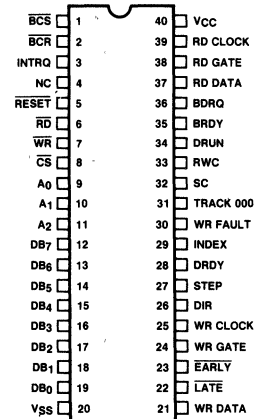 BCS 1 40 VCC
BCR 2 39 RD CLOCK
INTRQ 3 38 RD GATE
NC 4 37 RD DATA
RESET 5 36 BDRQ
RD 6 35 BRDY
WR 7 34 DRUN
CS 8 33 RWC
A0 9 32 SC
A1 10 31 TRACK 000
A2 11 30 WR FAULT
DB7 12 29 INDEX
DB6 13 28 DRDY
DB5 14 27 STEP
DB4 15 26 DIR
DB3 16 25 WR CLOCK
DB2 17 24 WR GATE
DB1 18 23 EARLY
DB0 19 22 LATE
VSS 20 21 WR DATA